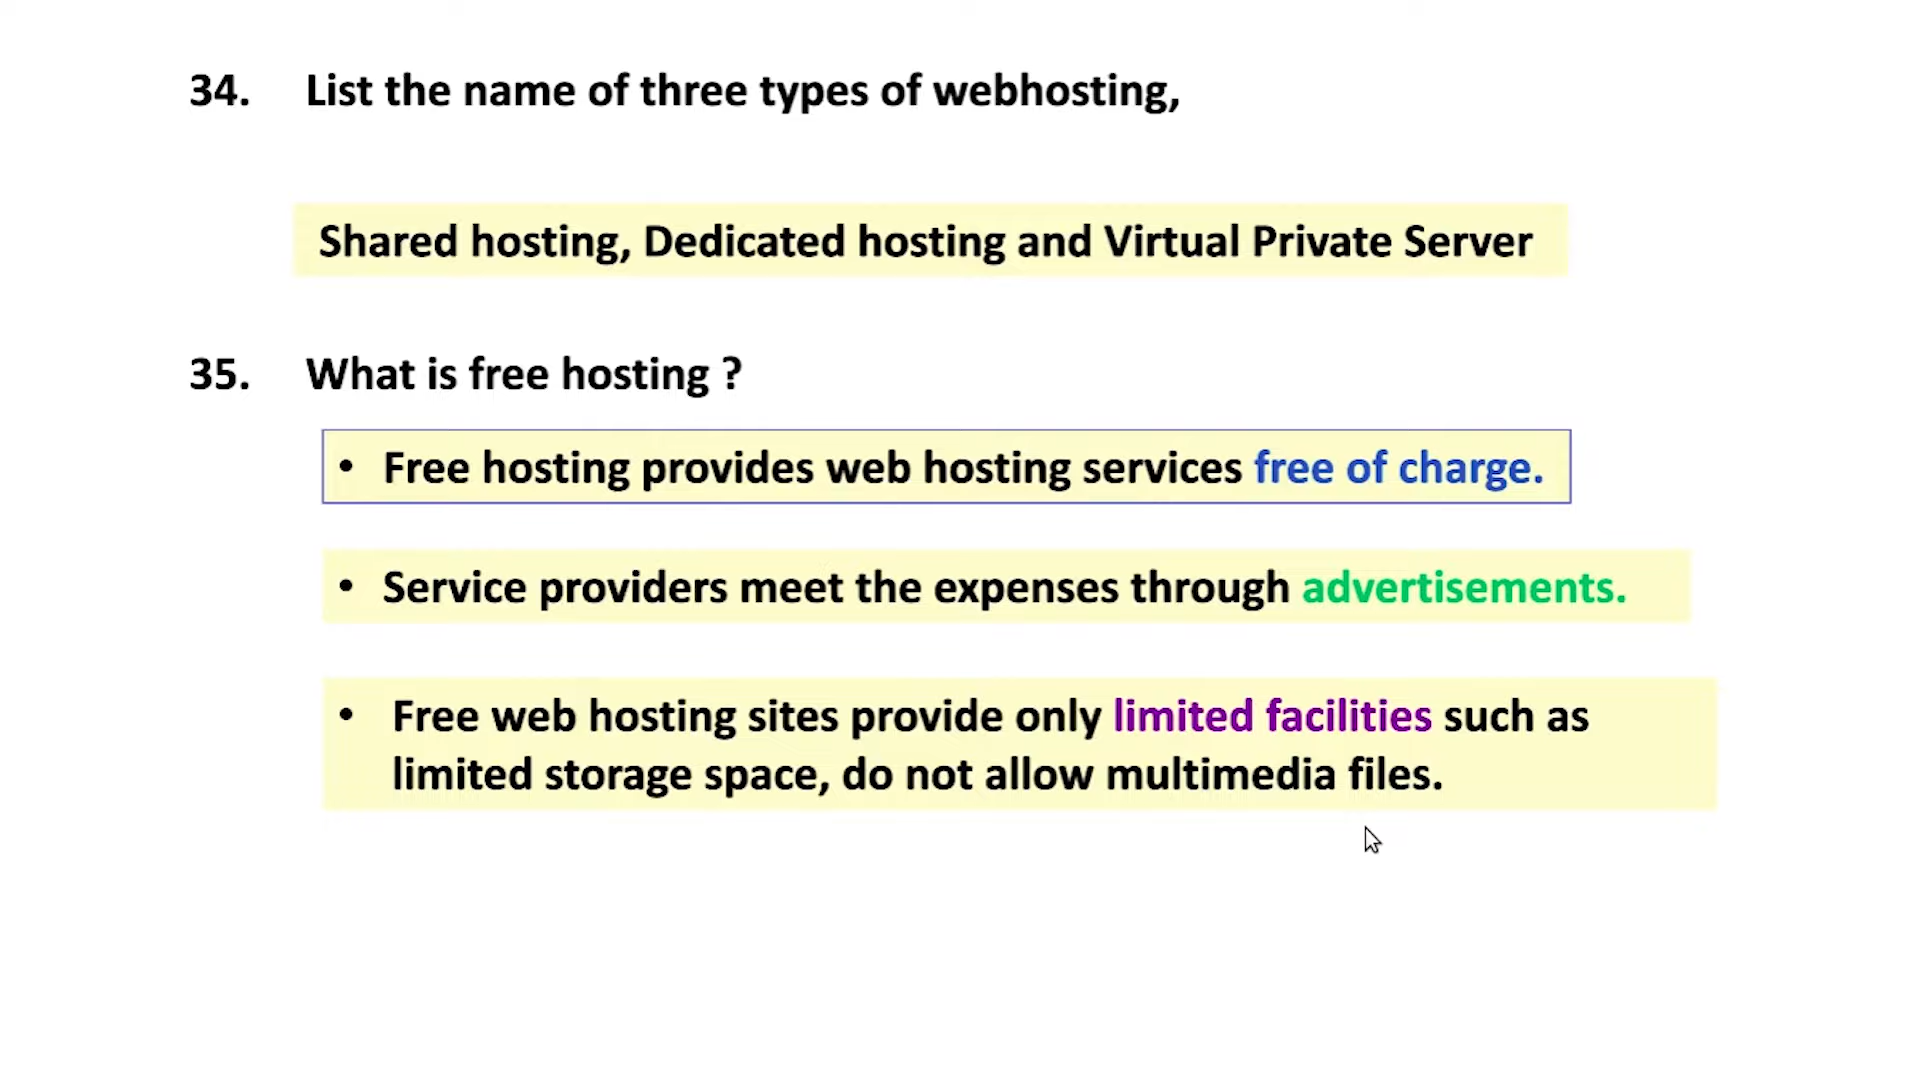 34. List the name of three types of webhosting,
Shared hosting, Dedicated hosting and Virtual Private Server
35. What is free hosting ?
• Free hosting provides web hosting services free of charge.
• Service providers meet the expenses through advertisements.
• Free web hosting sites provide only limited facilities such as
limited storage space, do not allow multimedia files.